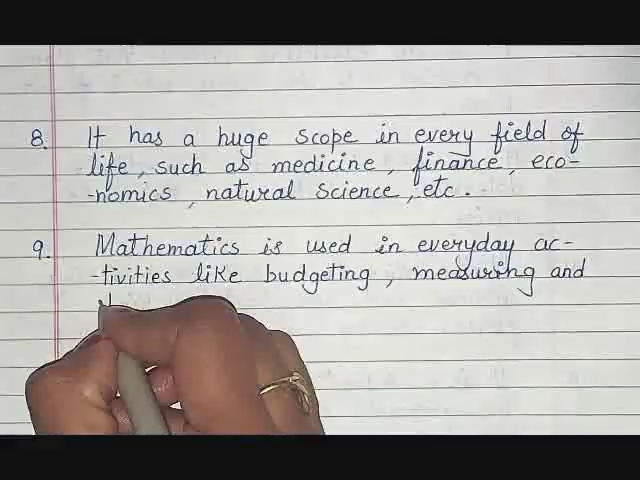 8. It has a huge scope in every field of
life, such as medicine, finance, eco-
-nomics, natural science, etc.
9. Mathematics is used in everyday ac-
-tivities like budgeting, measuring and